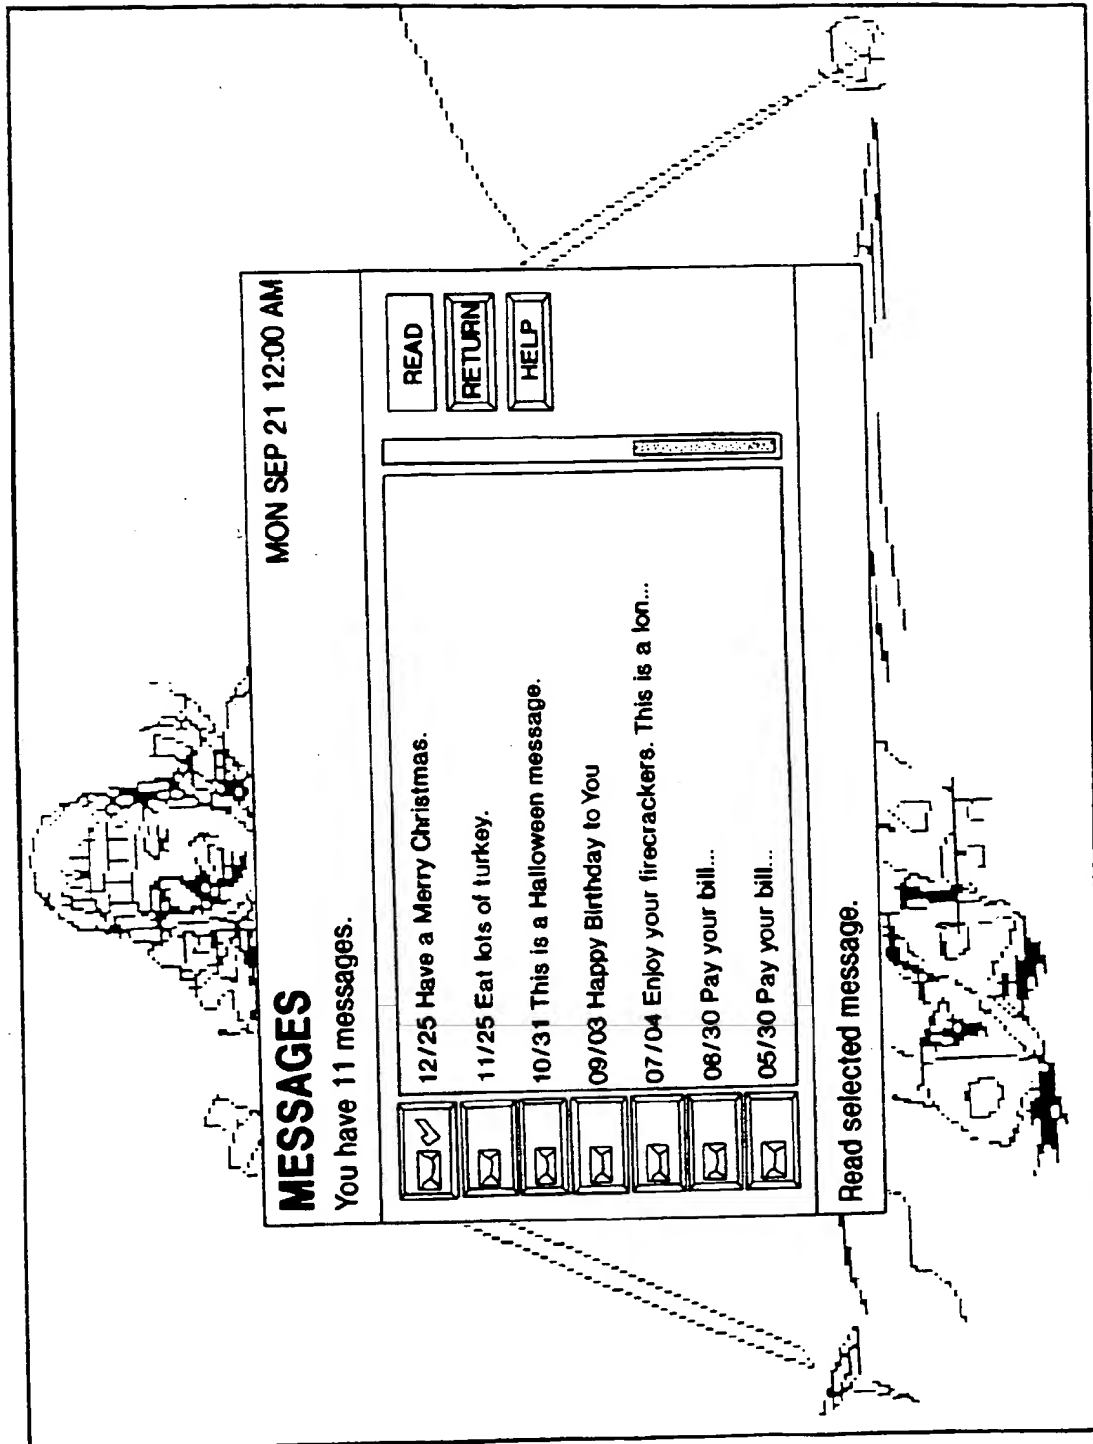 MESSAGES
MON SEP 21 12:00 AM
You have 11 messages.
12/25 Have a Merry Christmas.
11/25 Eat lots of turkey.
10/31 This is a Halloween message.
09/03 Happy Birthday to You
07/04 Enjoy your firecrackers. This is a lon...
06/30 Pay your bill...
05/30 Pay your bill...
READ
RETURN
HELP
Read selected message.